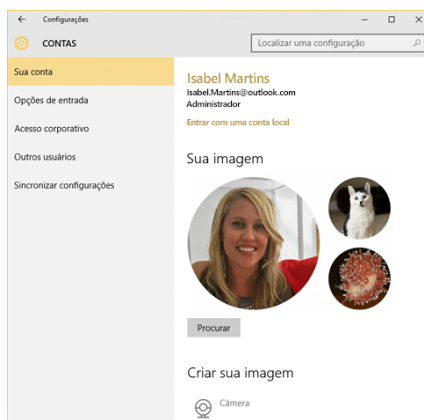 Configurações
CONTAS
Localizar uma configuração
Sua conta
Opções de entrada
Acesso corporativo
Outros usuários
Sincronizar configurações
Isabel Martins
Isabel.Martins@outlook.com
Administrador
Entrar com uma conta local
Sua imagem
Procurar
Criar sua imagem
Câmera